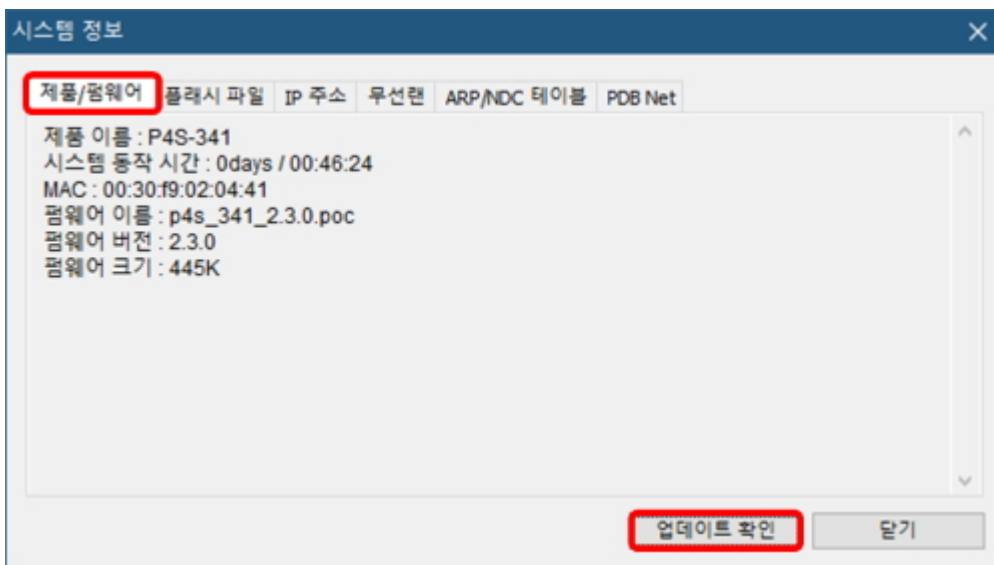 시스템 정보
제품/펌웨어 플래시 파일 IP 주소 무선랜 ARP/NDC 테이블 PDB Net
제품 이름 : P4S-341
시스템 동작 시간 : 0days / 00:46:24
MAC : 00:30:f9:02:04:41
펌웨어 이름 : p4s_341_2.3.0.poc
펌웨어 버전 : 2.3.0
펌웨어 크기 : 445K
업데이트 확인 닫기